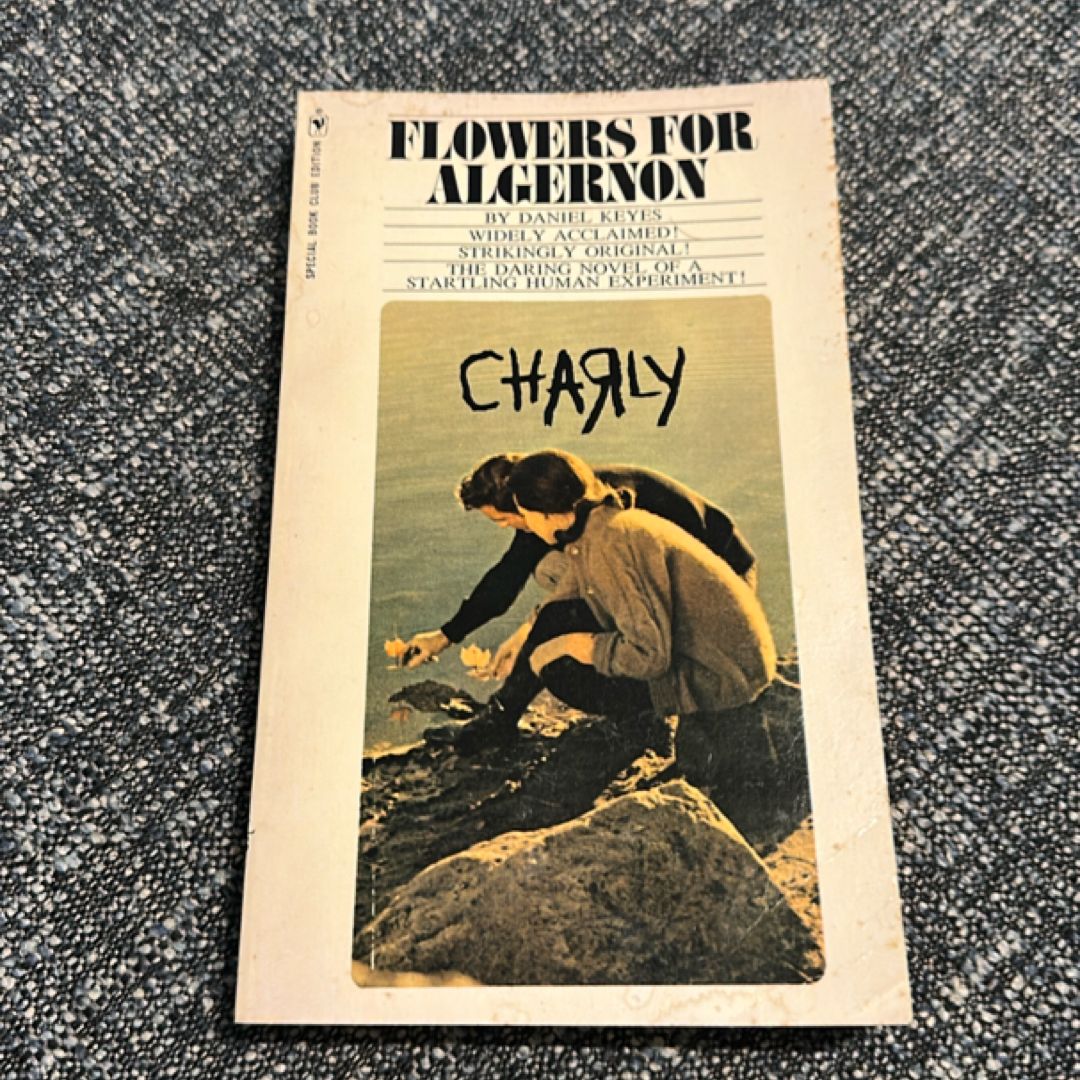 SPECIAL BOOK CLUB EDITION
FLOWERS FOR
ALGERNON
BY DANIEL KEYES
WIDELY ACCLAIMED!
STRIKINGLY ORIGINAL!
THE DARING NOVEL OF A
STARTLING HUMAN EXPERIMENT!
CHAЯLY